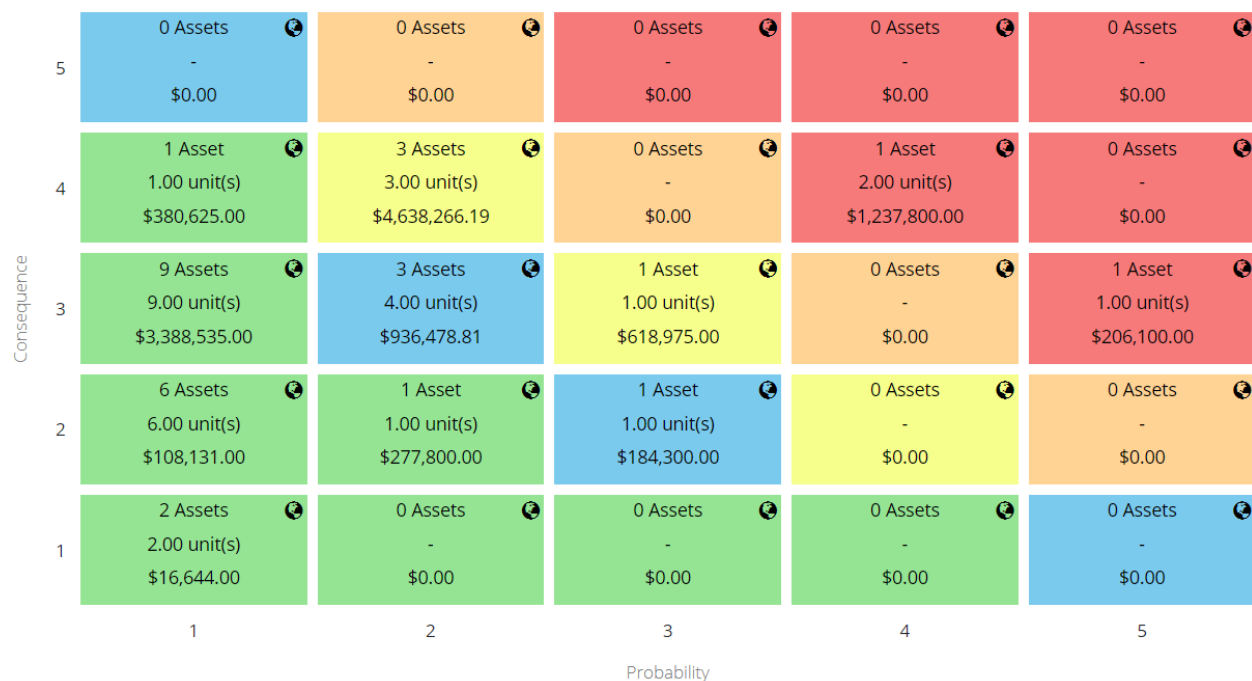 0 Assets 0 Assets 0 Assets 0 Assets 0 Assets
5 - - - - -
$0.00 $0.00 $0.00 $0.00 $0.00
1 Asset 3 Assets 0 Assets 1 Asset 0 Assets
4 1.00 unit(s) 3.00 unit(s) - 2.00 unit(s) -
$380,625.00 $4,638,266.19 $0.00 $1,237,800.00 $0.00
Consequence
9 Assets 3 Assets 1 Asset 0 Assets 1 Asset
3 9.00 unit(s) 4.00 unit(s) 1.00 unit(s) - 1.00 unit(s)
$3,388,535.00 $936,478.81 $618,975.00 $0.00 $206,100.00
6 Assets 1 Asset 1 Asset 0 Assets 0 Assets
2 6.00 unit(s) 1.00 unit(s) 1.00 unit(s) - -
$108,131.00 $277,800.00 $184,300.00 $0.00 $0.00
2 Assets 0 Assets 0 Assets 0 Assets 0 Assets
1 2.00 unit(s) - - - -
$16,644.00 $0.00 $0.00 $0.00 $0.00
1 2 3 4 5
Probability